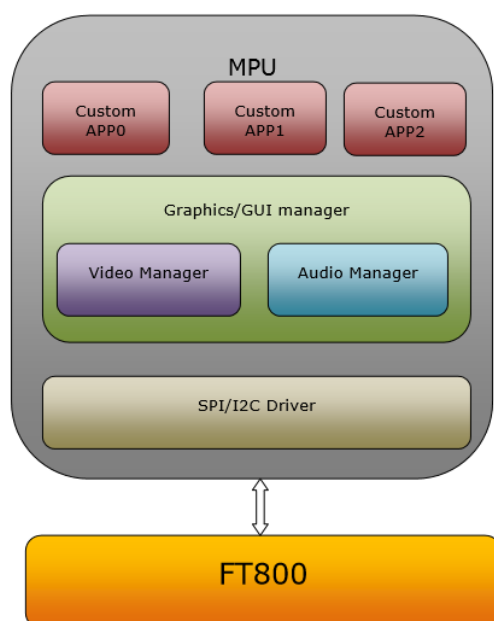 MPU
Custom
APP0
Custom
APP1
Custom
APP2
Graphics/GUI manager
Video Manager
Audio Manager
SPI/I2C Driver
FT800